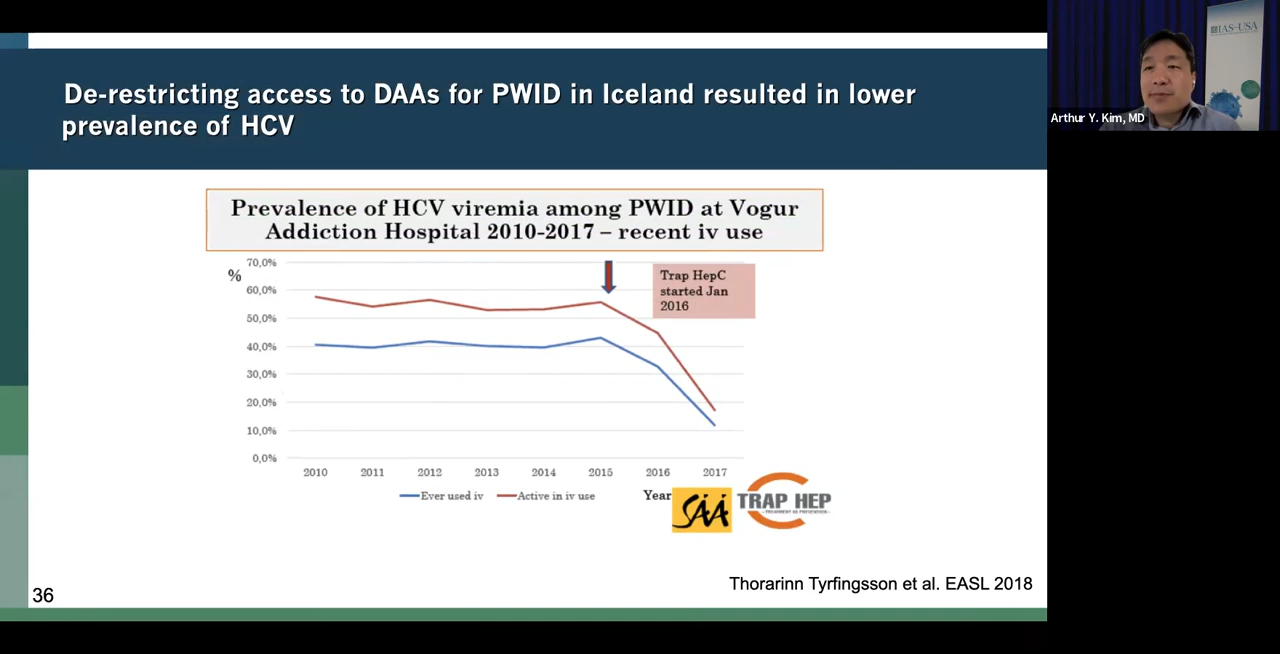 De-restricting access to DAAs for PWID in Iceland resulted in lower
prevalence of HCV
IAS–USA
Arthur Y. Kim, MD
Prevalence of HCV viremia among PWID at Vogur
Addiction Hospital 2010-2017 – recent iv use
%
70,0%
60,0%
50,0%
40,0%
30,0%
20,0%
10,0%
0,0%
Trap HepC
started Jan
2016
2010 2011 2012 2013 2014 2015 2016 2017
Ever used iv Active in iv use Year
SÁÁ
TRAP HEP
- TREATMENT AS PREVENTION -
Thorarinn Tyrfingsson et al. EASL 2018
36